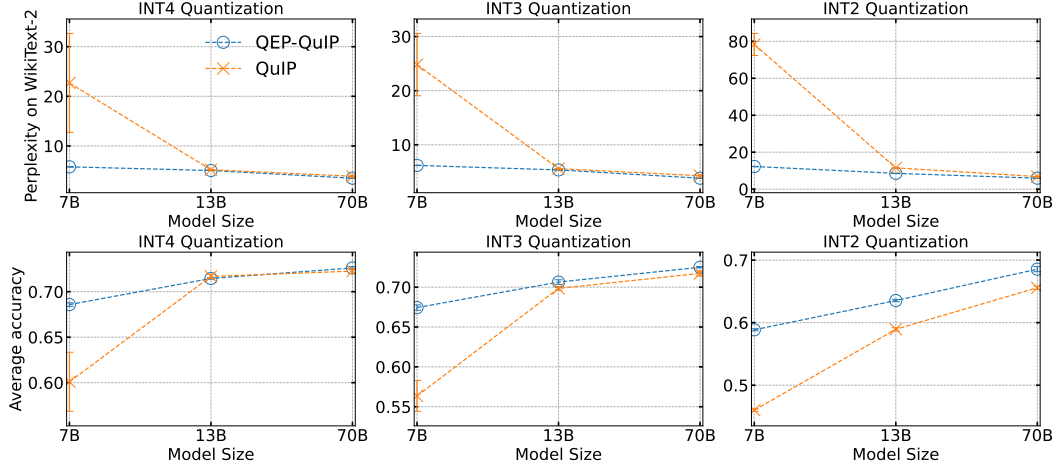 INT4 Quantization
INT3 Quantization
INT2 Quantization
Perplexity on WikiText-2
30
20
10
QEP-QuIP
QuIP
30
20
10
80
60
40
20
0
7B 13B 70B
7B 13B 70B
7B 13B 70B
Model Size
Model Size
Model Size
INT4 Quantization
INT3 Quantization
INT2 Quantization
Average accuracy
0.70
0.65
0.60
0.70
0.65
0.60
0.55
0.7
0.6
0.5
7B 13B 70B
7B 13B 70B
7B 13B 70B
Model Size
Model Size
Model Size